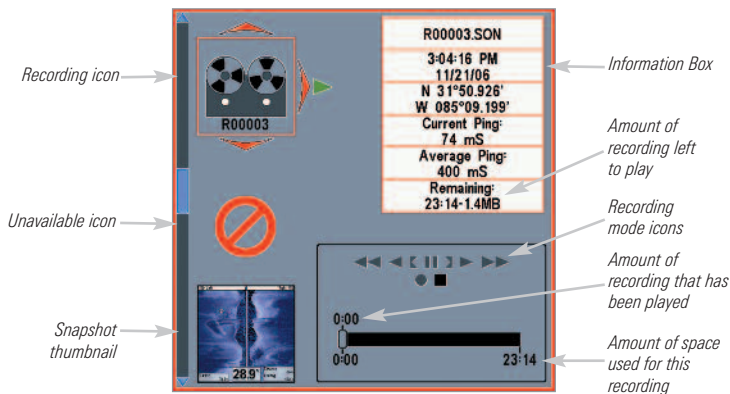 Recording icon
Unavailable icon
Snapshot
thumbnail
R00003
28.9°
R00003.SON
3:04:16 PM
11/21/06
N 31°50.926'
W 085°09.199'
Current Ping:
74 mS
Average Ping:
400 mS
Remaining:
23:14-1.4MB
0:00
0:00
23:14
Information Box
Amount of
recording left
to play
Recording
mode icons
Amount of
recording that has
been played
Amount of space
used for this
recording